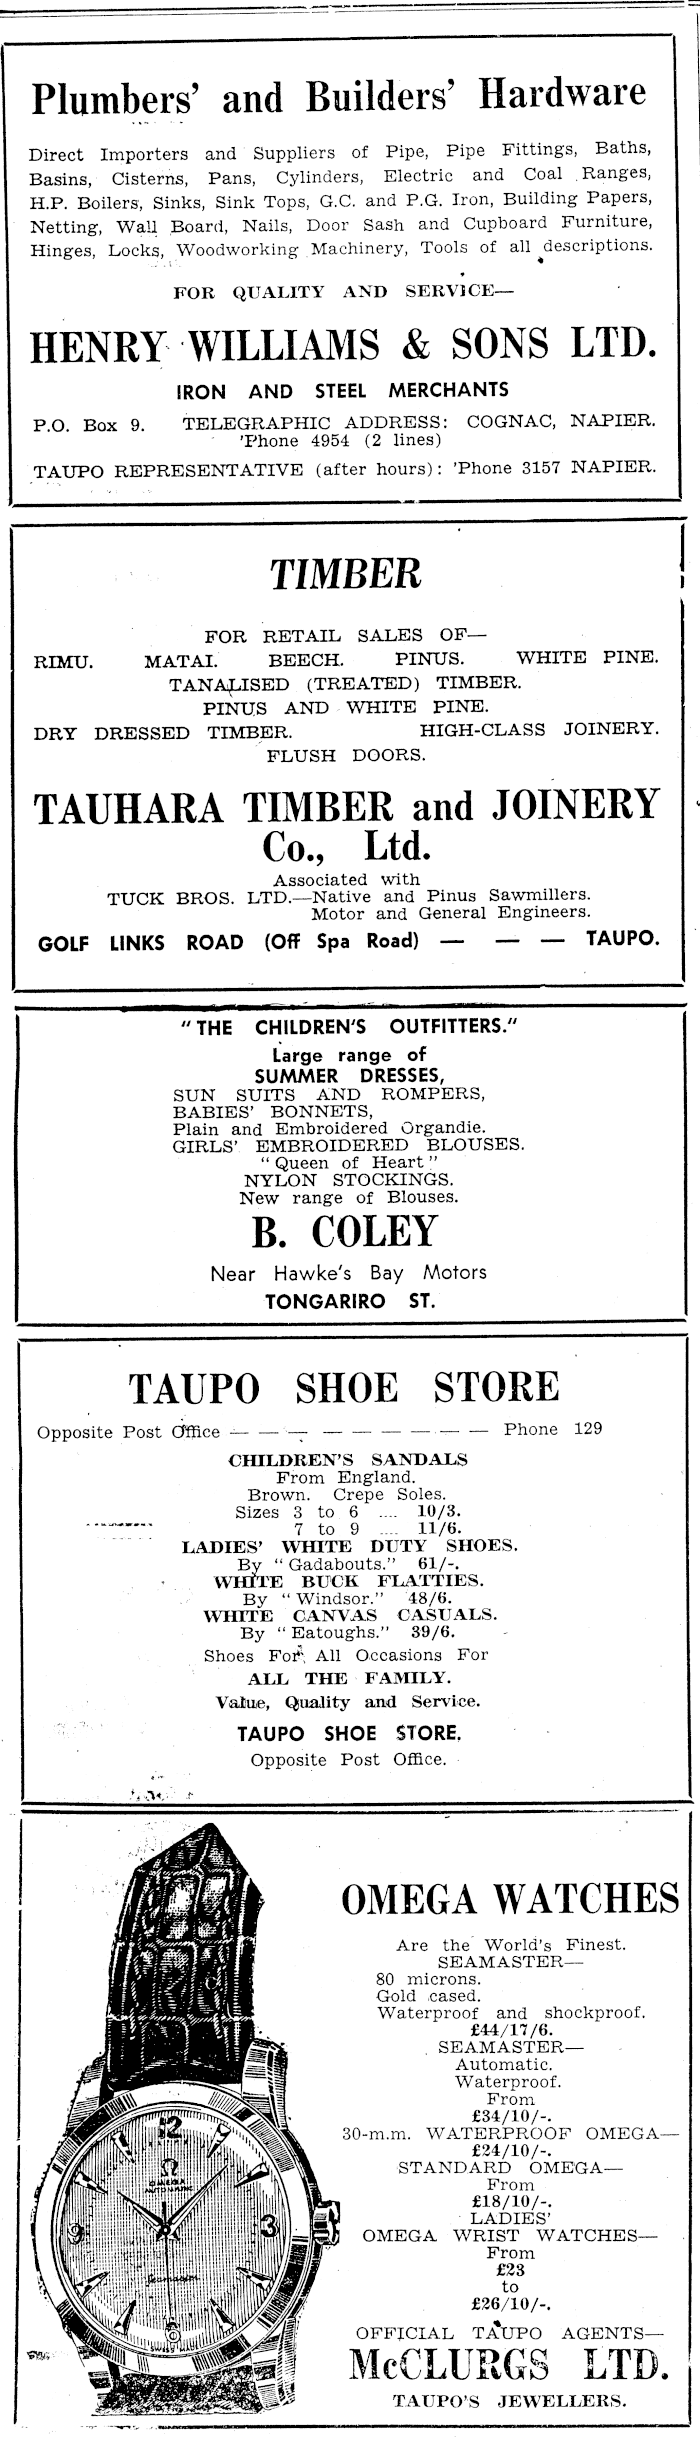 Plumbers' and Builders' Hardware
Direct Importers and Suppliers of Pipe, Pipe Fittings, Baths,
Basins, Cisterns, Pans, Cylinders, Electric and Coal Ranges,
H.P. Boilers, Sinks, Sink Tops, G.C. and P.G. Iron, Building Papers,
Netting, Wall Board, Nails, Door Sash and Cupboard Furniture,
Hinges, Locks, Woodworking Machinery, Tools of all descriptions.
FOR QUALITY AND SERVICE—
HENRY WILLIAMS & SONS LTD.
IRON AND STEEL MERCHANTS
P.O. Box 9. TELEGRAPHIC ADDRESS: COGNAC, NAPIER.
'Phone 4954 (2 lines)
TAUPO REPRESENTATIVE (after hours): 'Phone 3157 NAPIER.
TIMBER
FOR RETAIL SALES OF—
RIMU. MATAI. BEECH. PINUS. WHITE PINE.
TANALISED (TREATED) TIMBER.
PINUS AND WHITE PINE.
DRY DRESSED TIMBER. HIGH-CLASS JOINERY.
FLUSH DOORS.
TAUHARA TIMBER and JOINERY
Co., Ltd.
Associated with
TUCK BROS. LTD.—Native and Pinus Sawmillers.
Motor and General Engineers.
GOLF LINKS ROAD (Off Spa Road) — — — TAUPO.
"THE CHILDREN'S OUTFITTERS."
Large range of
SUMMER DRESSES,
SUN SUITS AND ROMPERS,
BABIES' BONNETS,
Plain and Embroidered Organdie.
GIRLS' EMBROIDERED BLOUSES.
"Queen of Heart"
NYLON STOCKINGS.
New range of Blouses.
B. COLEY
Near Hawke's Bay Motors
TONGARIRO ST.
TAUPO SHOE STORE
Opposite Post Office — — — — — — — — Phone 129
CHILDREN'S SANDALS
From England.
Brown. Crepe Soles.
Sizes 3 to 6 .... 10/3.
7 to 9 .... 11/6.
LADIES' WHITE DUTY SHOES.
By "Gadabouts." 61/-.
WHITE BUCK FLATTIES.
By "Windsor." 48/6.
WHITE CANVAS CASUALS.
By "Eatoughs." 39/6.
Shoes For All Occasions For
ALL THE FAMILY.
Value, Quality and Service.
TAUPO SHOE STORE.
Opposite Post Office.
OMEGA WATCHES
Are the World's Finest.
SEAMASTER—
80 microns.
Gold cased.
Waterproof and shockproof.
£44/17/6.
SEAMASTER—
Automatic.
Waterproof.
From
£34/10/-.
30-m.m. WATERPROOF OMEGA—
£24/10/-.
STANDARD OMEGA—
From
£18/10/-.
LADIES'
OMEGA WRIST WATCHES—
From
£23
to
£26/10/-.
OFFICIAL TAUPO AGENTS—
McCLURGS LTD.
TAUPO'S JEWELLERS.
12
Ω
OMEGA
AUTOMATIC
9
3
Seamaster
6